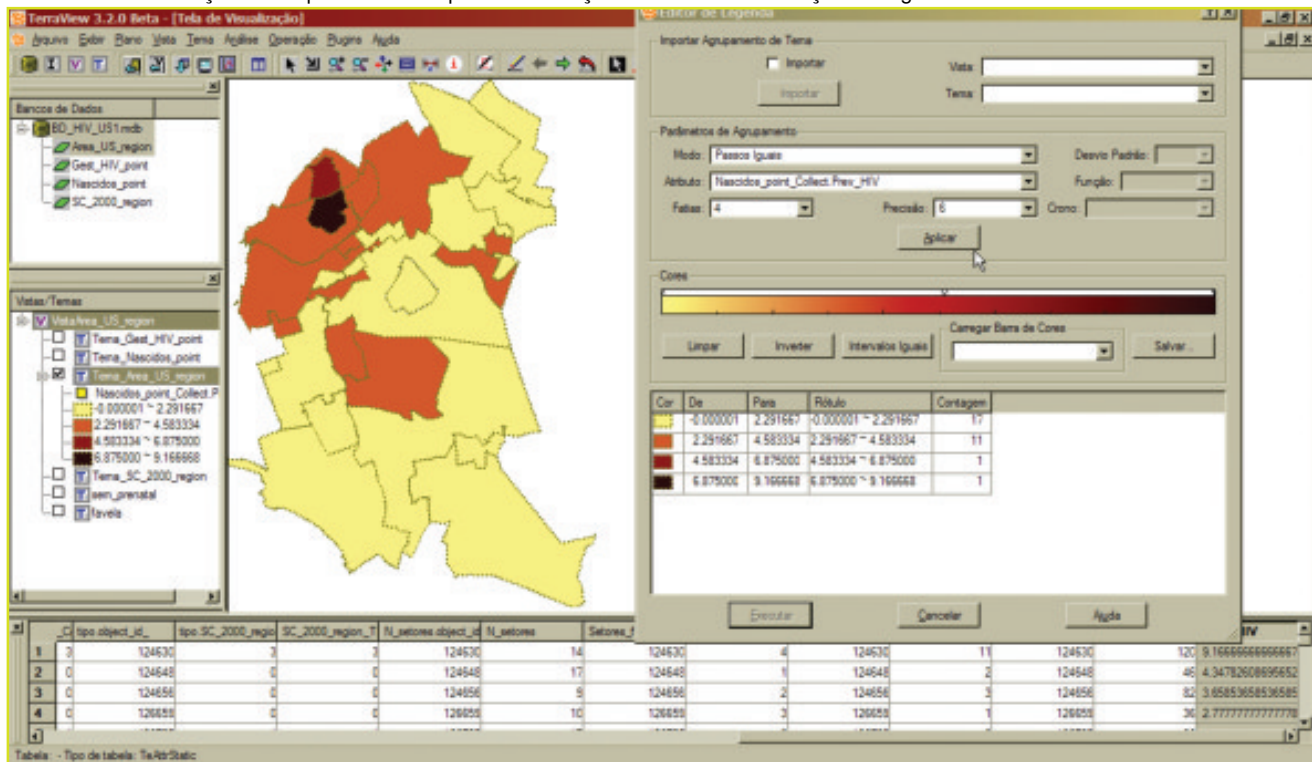 TerraView 3.2.0 Beta - [Tela de Visualização]
Arquivo Exibir Plano Vista Tema Análise Operação Plugins Ajuda
Bancos de Dados
BD_HIV_US1.mdb
Area_US_region
Gest_HIV_point
Nascidos_point
SC_2000_region
Vistas/Temas
VistaArea_US_region
Tema_Gest_HIV_point
Tema_Nascidos_point
Tema_Area_US_region
Nascidos_point_Collect.P
-0.000001 ~ 2.291667
2.291667 ~ 4.583334
4.583334 ~ 6.875000
6.875000 ~ 9.166668
Tema_SC_2000_region
sem_prenatal
favela
Editor de Legenda
Importar Agrupamento de Tema
Importar
Vista:
Importar
Tema:
Parâmetros de Agrupamento
Modo: Passos Iguais
Desvio Padrão:
Atributo: Nascidos_point_Collect.Prev_HIV
Função:
Fatias: 4
Precisão: 6
Crono:
Aplicar
Cores
Limpar
Inverter
Intervalos Iguais
Carregar Barra de Cores
Salvar...
Cor De Para Rótulo Contagem
-0.000001 2.291667 -0.000001 ~ 2.291667 17
2.291667 4.583334 2.291667 ~ 4.583334 11
4.583334 6.875000 4.583334 ~ 6.875000 1
6.875000 9.166668 6.875000 ~ 9.166668 1
Executar
Cancelar
Ajuda
tipo.object_id_ tipo.SC_2000_regio SC_2000_region_T N_setores.object_id N_setores Setores_f
1 3 124630 3 3 124630 14 124630 4 124630 11 124630 120 9.16666666666667
2 0 124648 0 0 124648 17 124648 1 124648 2 124648 46 4.34782608695652
3 0 124656 0 0 124656 9 124656 2 124656 3 124656 82 3.65853658536585
4 0 126659 0 0 126659 10 126659 3 126659 1 126659 36 2.77777777777778
Tabela: - Tipo de tabela: TeAttrStatic